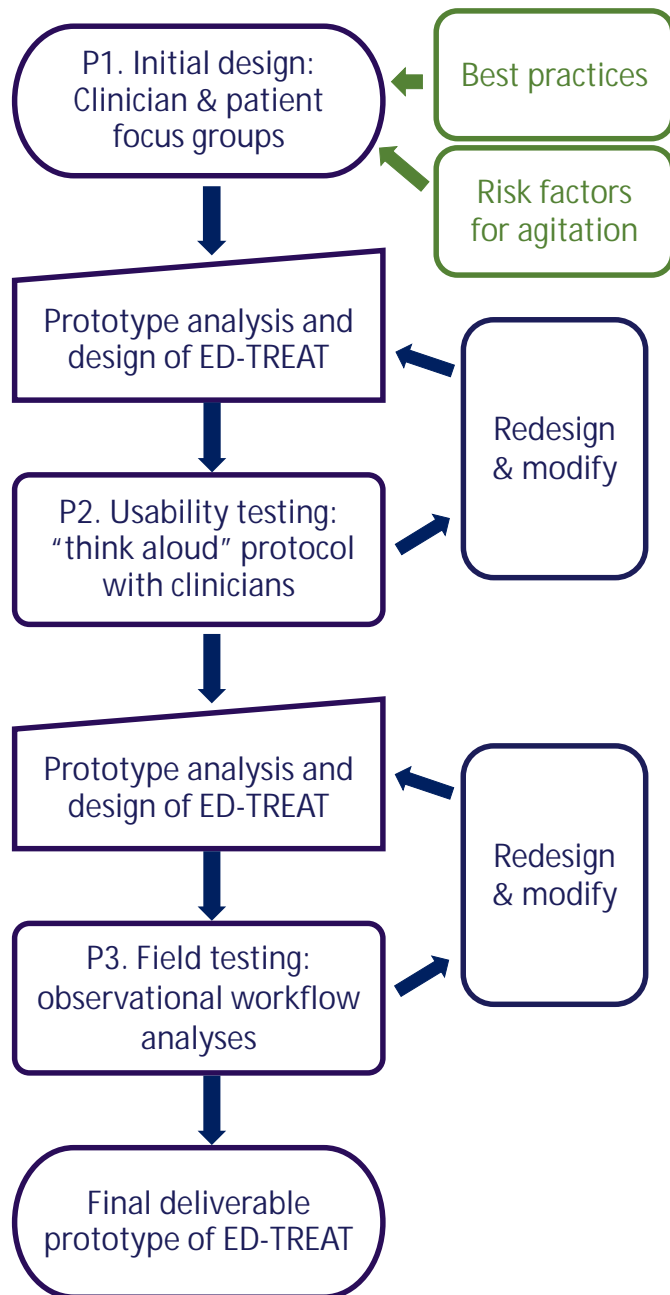 P1. Initial design:
Clinician & patient
focus groups
Best practices
Risk factors
for agitation
Prototype analysis and
design of ED-TREAT
Redesign
& modify
P2. Usability testing:
“think aloud” protocol
with clinicians
Prototype analysis and
design of ED-TREAT
Redesign
& modify
P3. Field testing:
observational workflow
analyses
Final deliverable
prototype of ED-TREAT